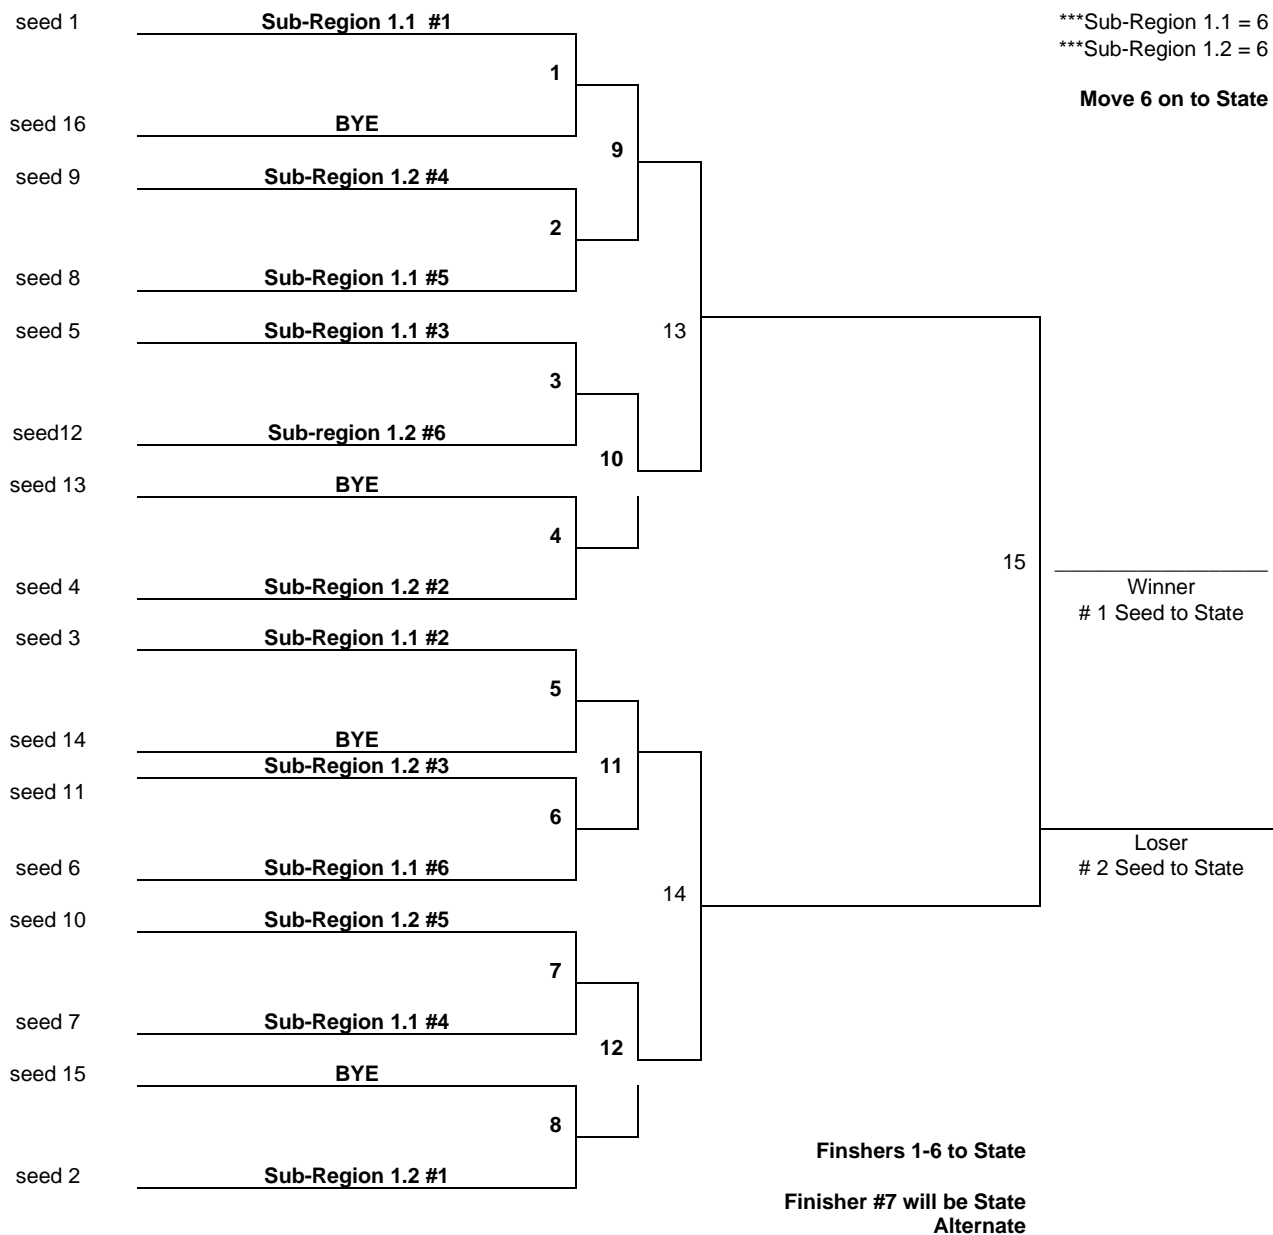 seed 1 Sub-Region 1.1 #1 ***Sub-Region 1.1 = 6
***Sub-Region 1.2 = 6
1
Move 6 on to State
seed 16 BYE
9
seed 9 Sub-Region 1.2 #4
2
seed 8 Sub-Region 1.1 #5
seed 5 Sub-Region 1.1 #3 13
3
seed12 Sub-region 1.2 #6
10
seed 13 BYE
4
15
seed 4 Sub-Region 1.2 #2 Winner
# 1 Seed to State
seed 3 Sub-Region 1.1 #2
5
seed 14 BYE
Sub-Region 1.2 #3 11
seed 11
6
Loser
seed 6 Sub-Region 1.1 #6 # 2 Seed to State
14
seed 10 Sub-Region 1.2 #5
7
seed 7 Sub-Region 1.1 #4
12
seed 15 BYE
8
Finshers 1-6 to State
seed 2 Sub-Region 1.2 #1
Finisher #7 will be State
Alternate